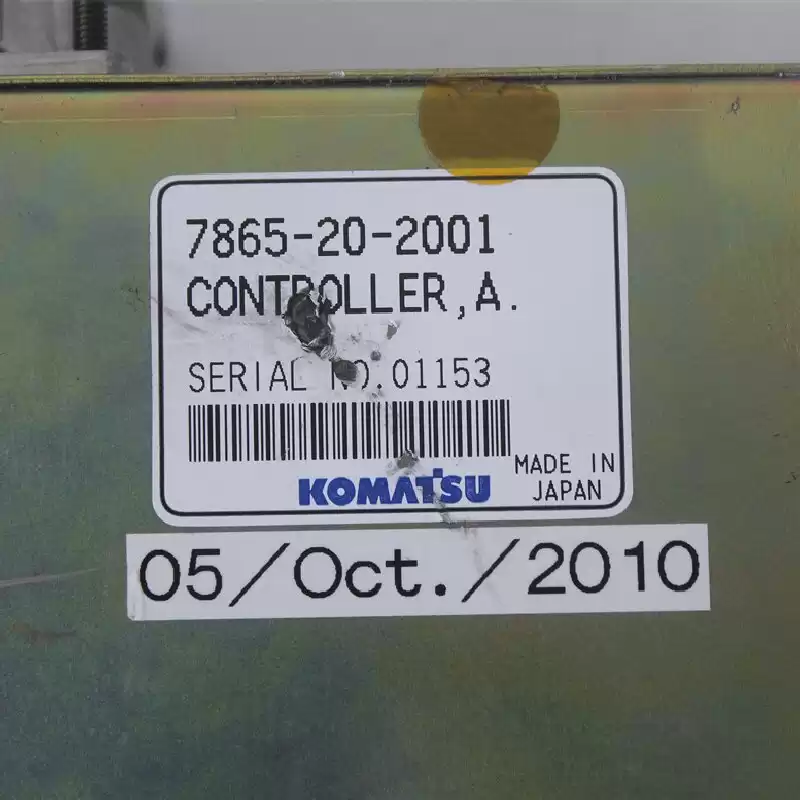 7865-20-2001
CONTROLLER,A.
SERIAL NO.01153
KOMATSU
MADE IN
JAPAN
05/Oct./2010